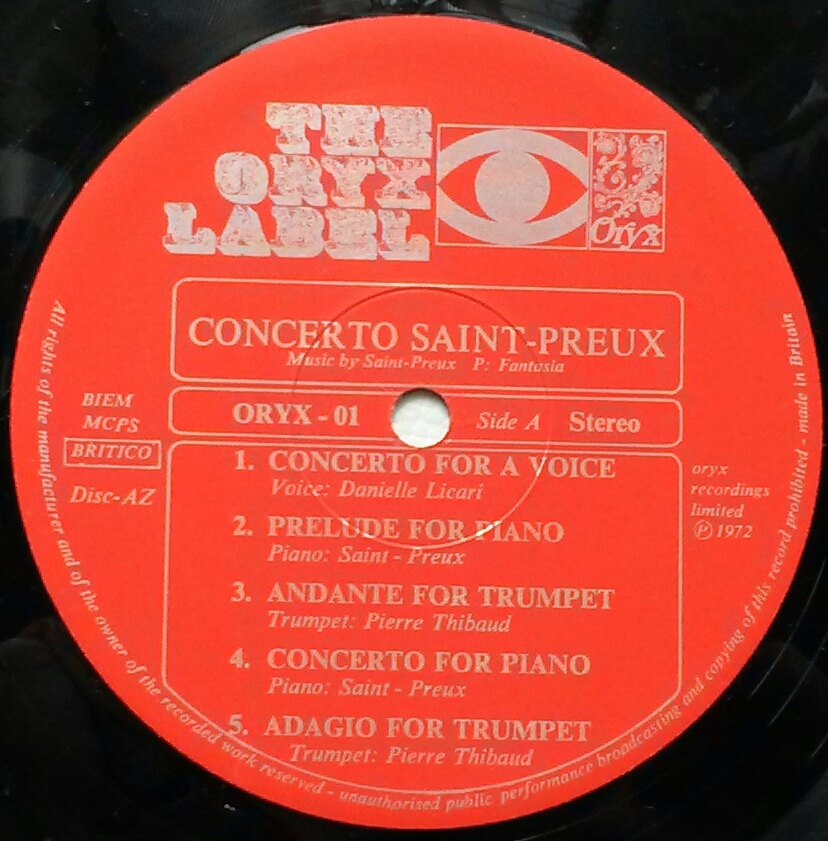 THE
ORYX
LABEL
Oryx
CONCERTO SAINT-PREUX
Music by Saint-Preux P: Fantasia
BIEM
MCPS
BRITICO
Disc-AZ
ORYX - 01 Side A Stereo
1. CONCERTO FOR A VOICE
Voice: Danielle Licari
2. PRELUDE FOR PIANO
Piano: Saint - Preux
3. ANDANTE FOR TRUMPET
Trumpet: Pierre Thibaud
4. CONCERTO FOR PIANO
Piano: Saint - Preux
5. ADAGIO FOR TRUMPET
Trumpet: Pierre Thibaud
oryx
recordings
limited
Ⓟ 1972
All rights of the manufacturer and of the owner of the recorded work reserved - unauthorised public performance broadcasting and copying of this record prohibited - made in Britain